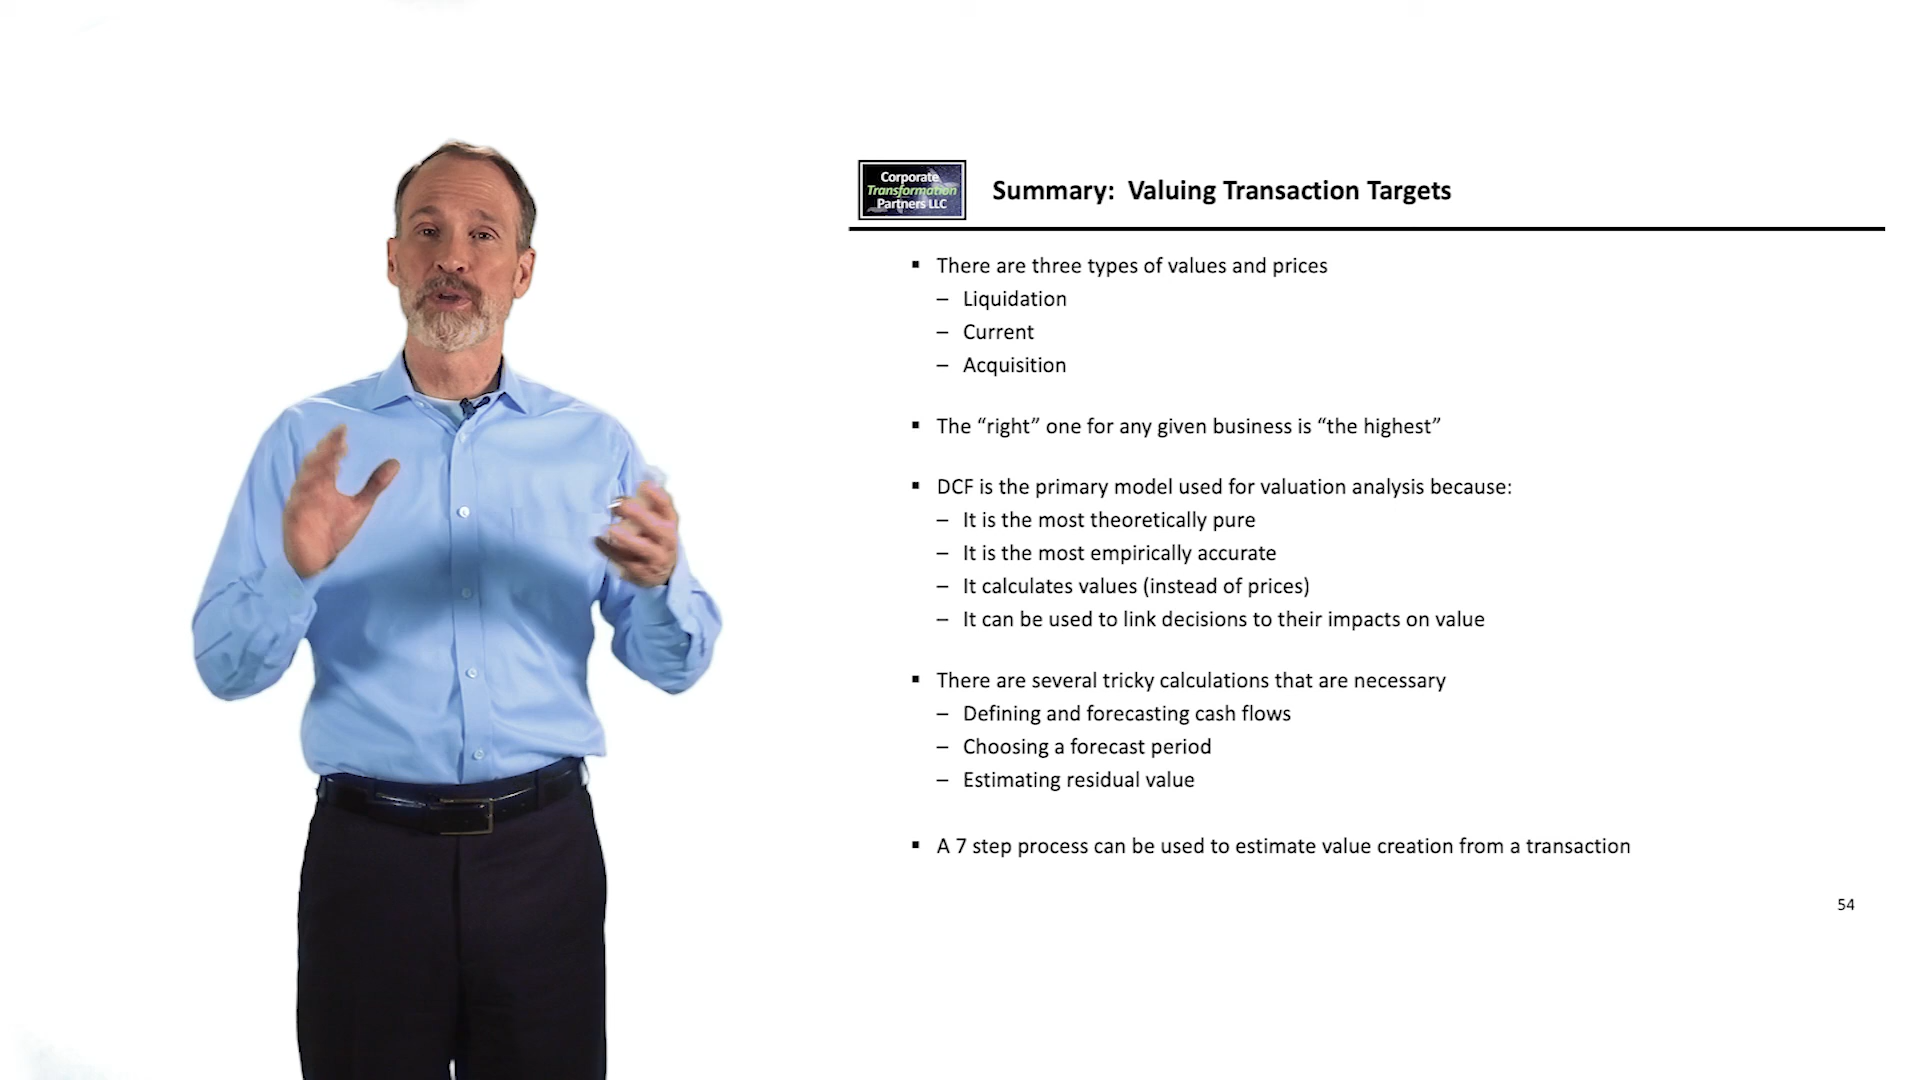 Corporate
Transformation
Partners LLC
Summary:  Valuing Transaction Targets
▪ There are three types of values and prices
– Liquidation
– Current
– Acquisition
▪ The “right” one for any given business is “the highest”
▪ DCF is the primary model used for valuation analysis because:
– It is the most theoretically pure
– It is the most empirically accurate
– It calculates values (instead of prices)
– It can be used to link decisions to their impacts on value
▪ There are several tricky calculations that are necessary
– Defining and forecasting cash flows
– Choosing a forecast period
– Estimating residual value
▪ A 7 step process can be used to estimate value creation from a transaction
54